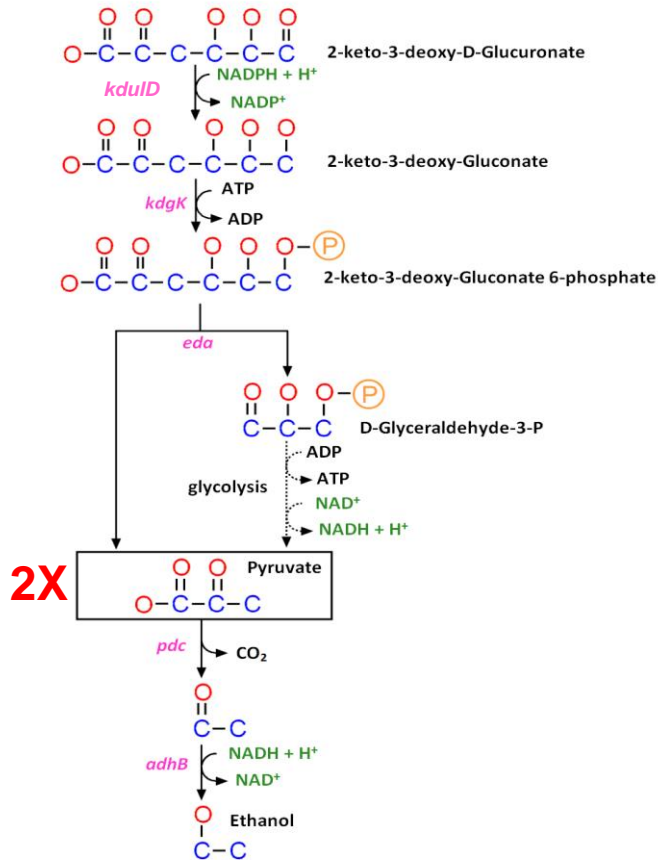 O O O O O
O–C–C–C–C–C–C
2-keto-3-deoxy-D-Glucuronate
kduID
NADPH + H⁺
NADP⁺
O O O O O
O–C–C–C–C–C–C
2-keto-3-deoxy-Gluconate
kdgK
ATP
ADP
O O O O O–P
O–C–C–C–C–C–C
2-keto-3-deoxy-Gluconate 6-phosphate
eda
O O O–P
C–C–C
D-Glyceraldehyde-3-P
ADP
ATP
glycolysis
NAD⁺
NADH + H⁺
2X
Pyruvate
O O
O–C–C–C
pdc
CO₂
O
C–C
adhB
NADH + H⁺
NAD⁺
O
Ethanol
C–C